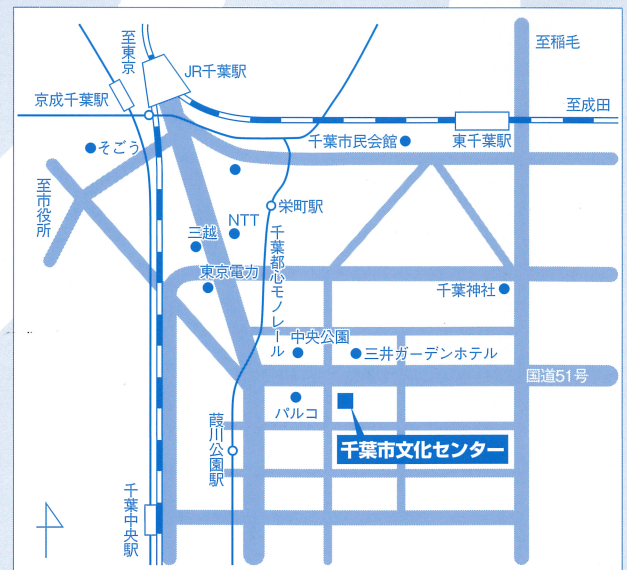 至東京
JR千葉駅
至稲毛
京成千葉駅
至成田
そごう
千葉市民会館
東千葉駅
至市役所
栄町駅
NTT
三越
千葉都心モノレール
東京電力
千葉神社
中央公園
三井ガーデンホテル
国道51号
パルコ
葭川公園駅
千葉市文化センター
千葉中央駅